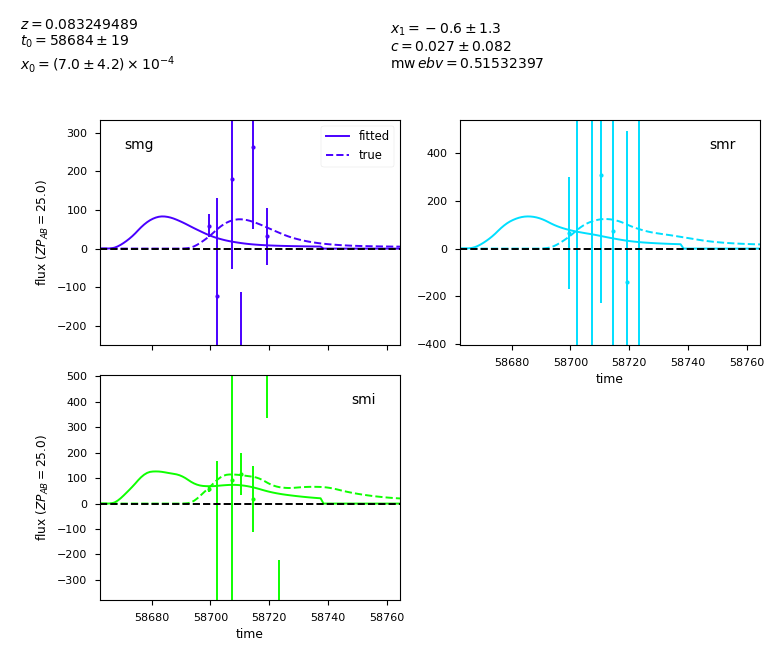 z = 0.083249489
t₀ = 58684 ± 19
x₀ = (7.0 ± 4.2) × 10⁻⁴
x₁ = −0.6 ± 1.3
c = 0.027 ± 0.082
mw ebv = 0.51532397
smg
fitted
true
300
200
100
0
−100
−200
flux (ZP_AB = 25.0)
smr
400
200
0
−200
−400
58680 58700 58720 58740 58760
time
smi
500
400
300
200
100
0
−100
−200
−300
flux (ZP_AB = 25.0)
58680 58700 58720 58740 58760
time